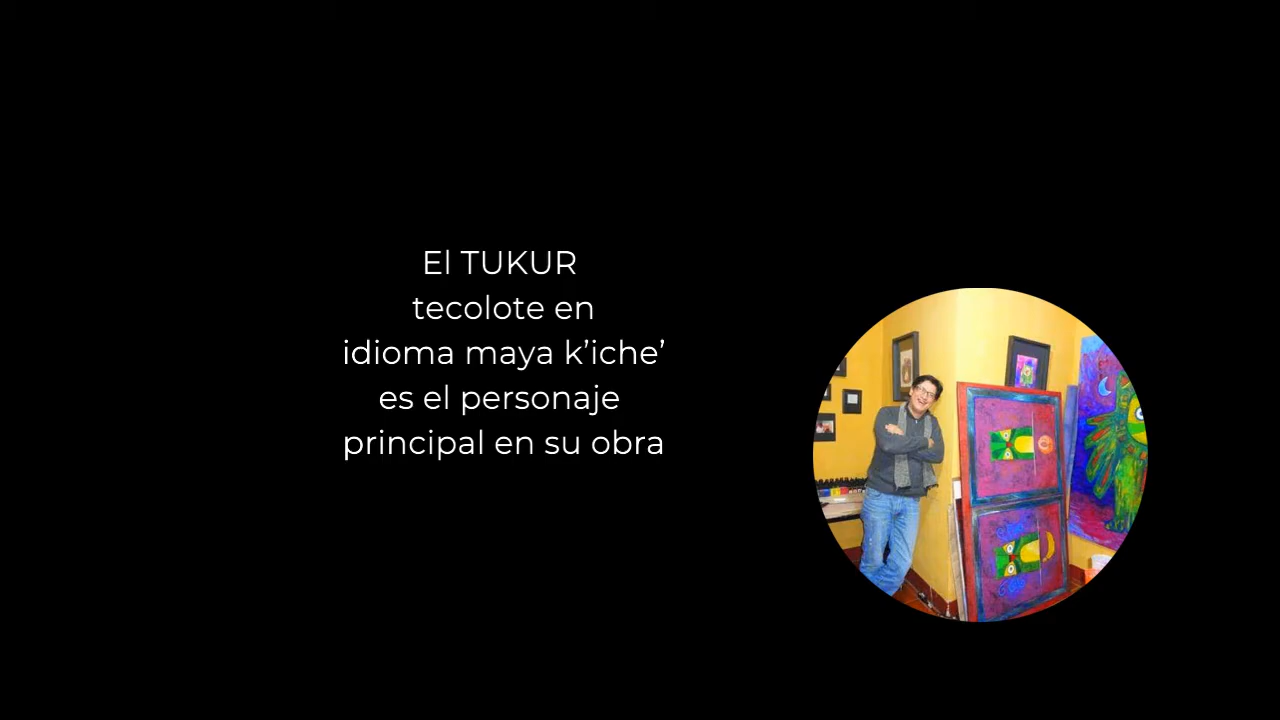 El TUKUR
tecolote en
idioma maya k’iche’
es el personaje
principal en su obra